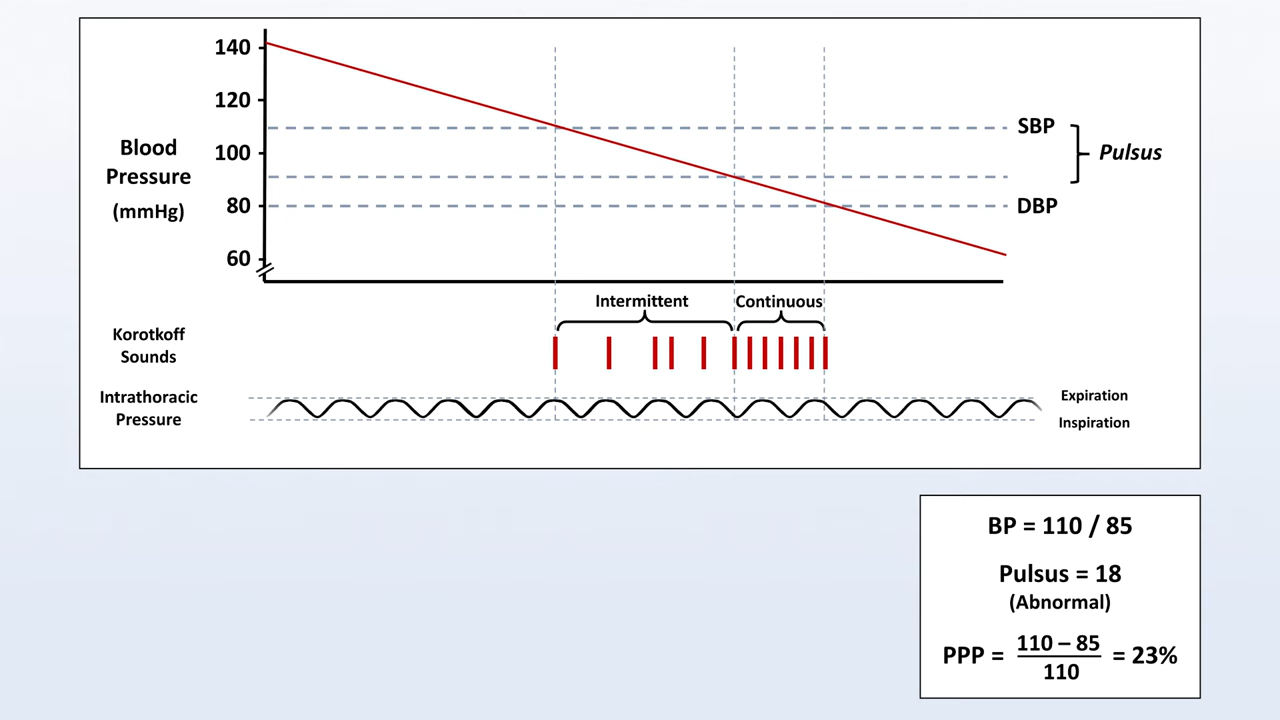 140
120
100
80
60
Blood
Pressure
(mmHg)
SBP
Pulsus
DBP
Intermittent
Continuous
Korotkoff
Sounds
Intrathoracic
Pressure
Expiration
Inspiration
BP = 110 / 85
Pulsus = 18
(Abnormal)
PPP = 110 – 85 / 110 = 23%